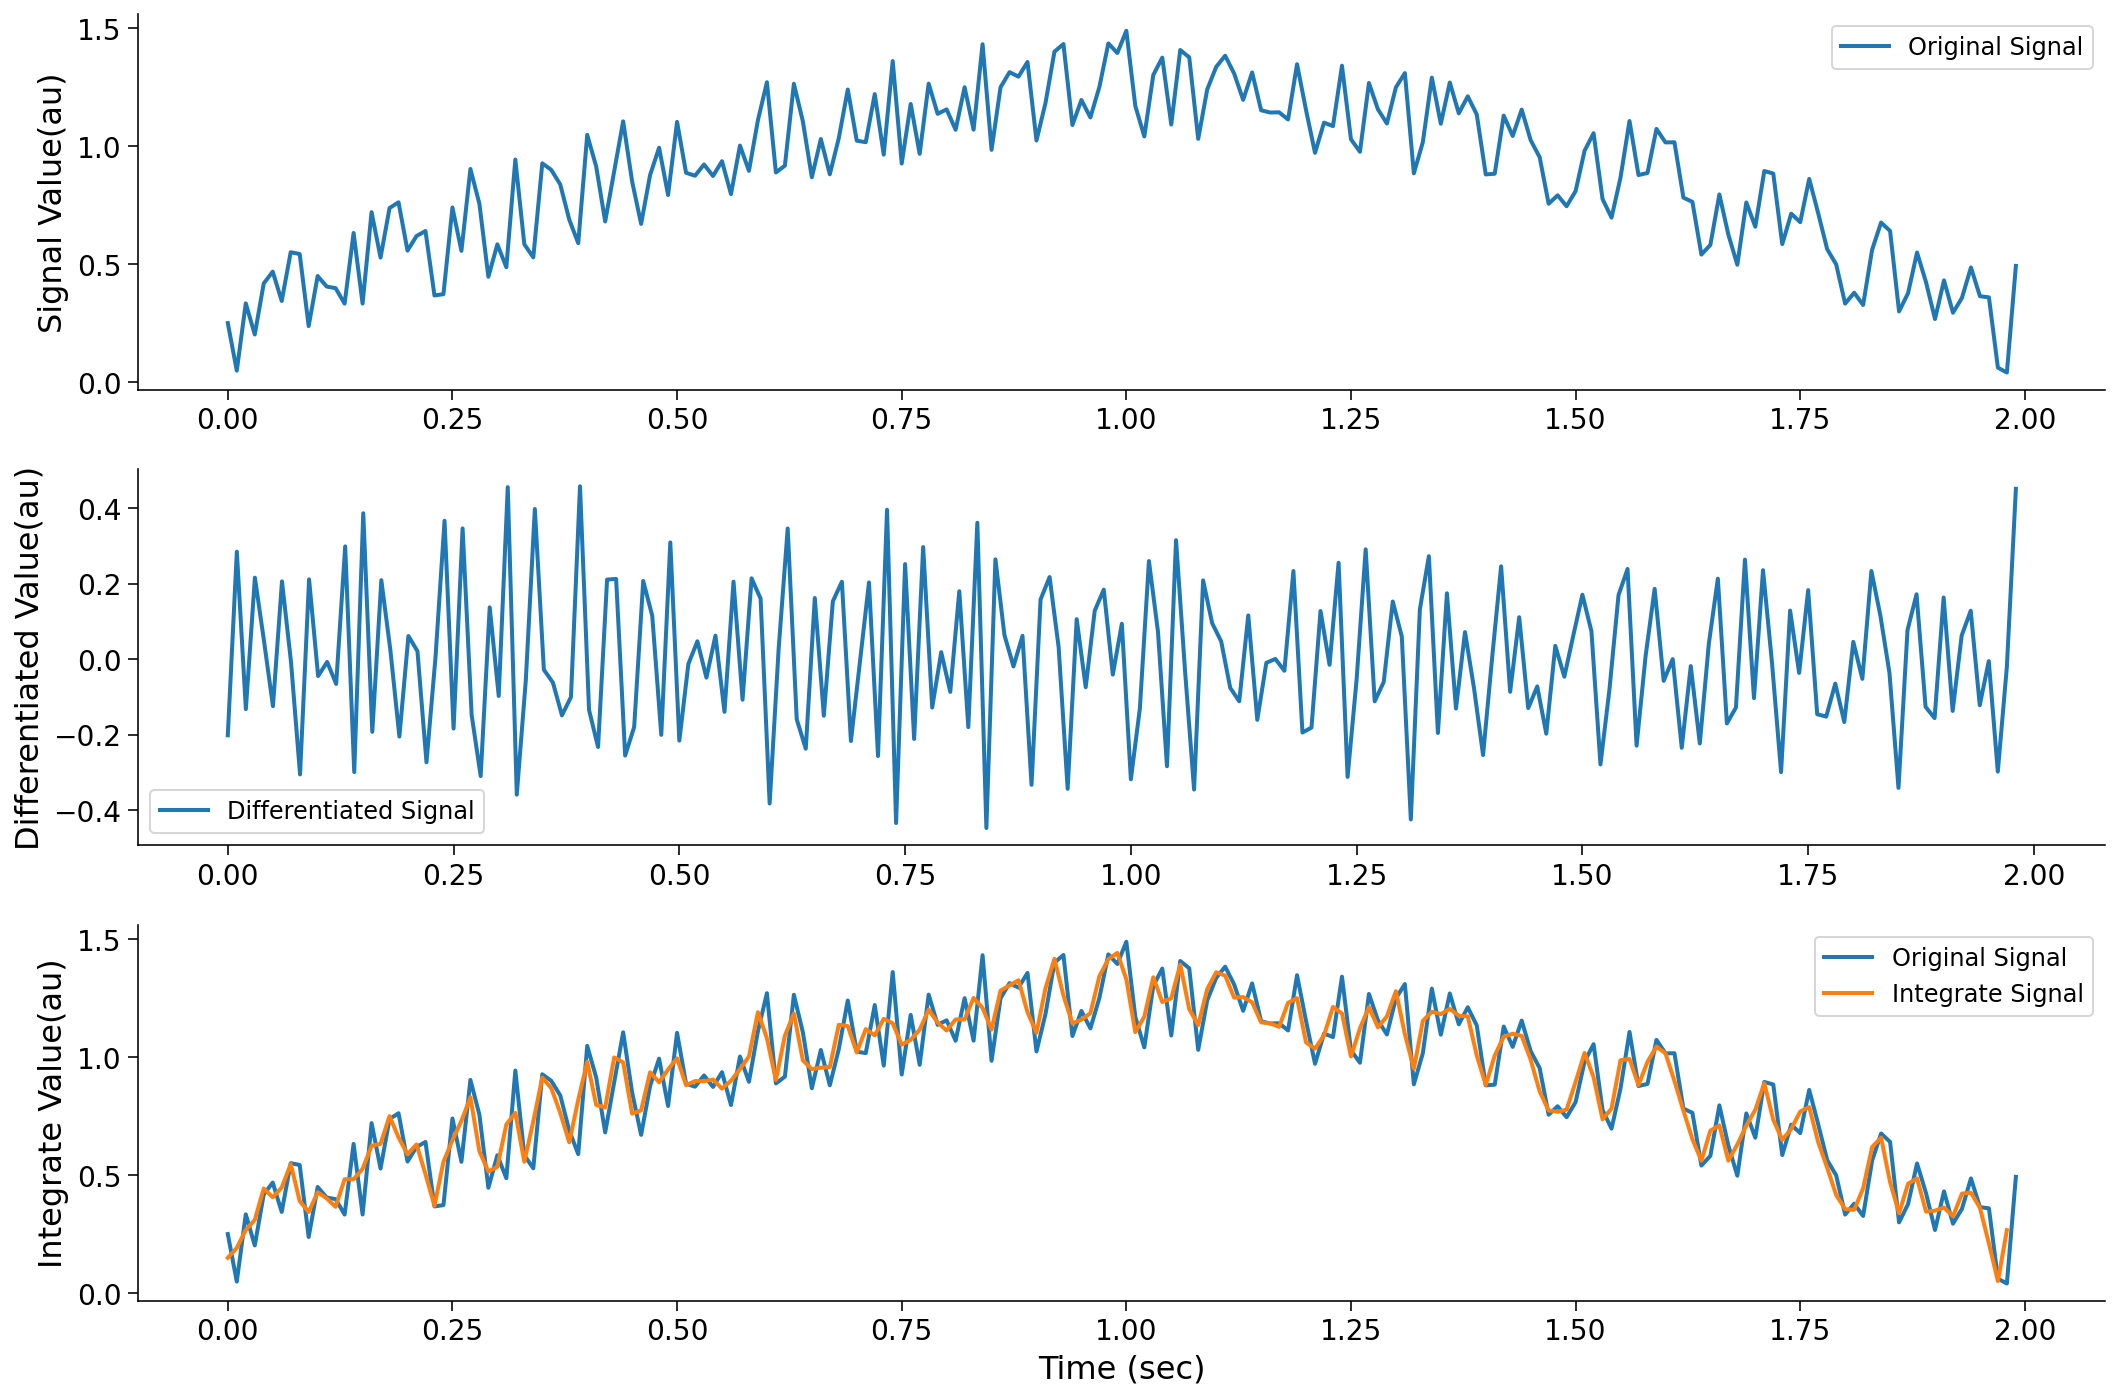 1.5
1.0
0.5
0.0
Signal Value(au)
Original Signal
0.00 0.25 0.50 0.75 1.00 1.25 1.50 1.75 2.00
0.4
0.2
0.0
−0.2
−0.4
Differentiated Value(au)
Differentiated Signal
0.00 0.25 0.50 0.75 1.00 1.25 1.50 1.75 2.00
1.5
1.0
0.5
0.0
Integrate Value(au)
Original Signal
Integrate Signal
0.00 0.25 0.50 0.75 1.00 1.25 1.50 1.75 2.00
Time (sec)